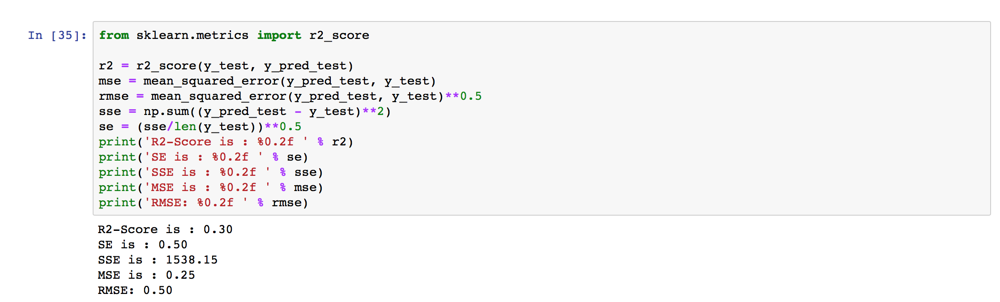 In [35]: from sklearn.metrics import r2_score
r2 = r2_score(y_test, y_pred_test)
mse = mean_squared_error(y_pred_test, y_test)
rmse = mean_squared_error(y_pred_test, y_test)**0.5
sse = np.sum((y_pred_test - y_test)**2)
se = (sse/len(y_test))**0.5
print('R2-Score is : %0.2f ' % r2)
print('SE is : %0.2f ' % se)
print('SSE is : %0.2f ' % sse)
print('MSE is : %0.2f ' % mse)
print('RMSE: %0.2f ' % rmse)
R2-Score is : 0.30
SE is : 0.50
SSE is : 1538.15
MSE is : 0.25
RMSE: 0.50